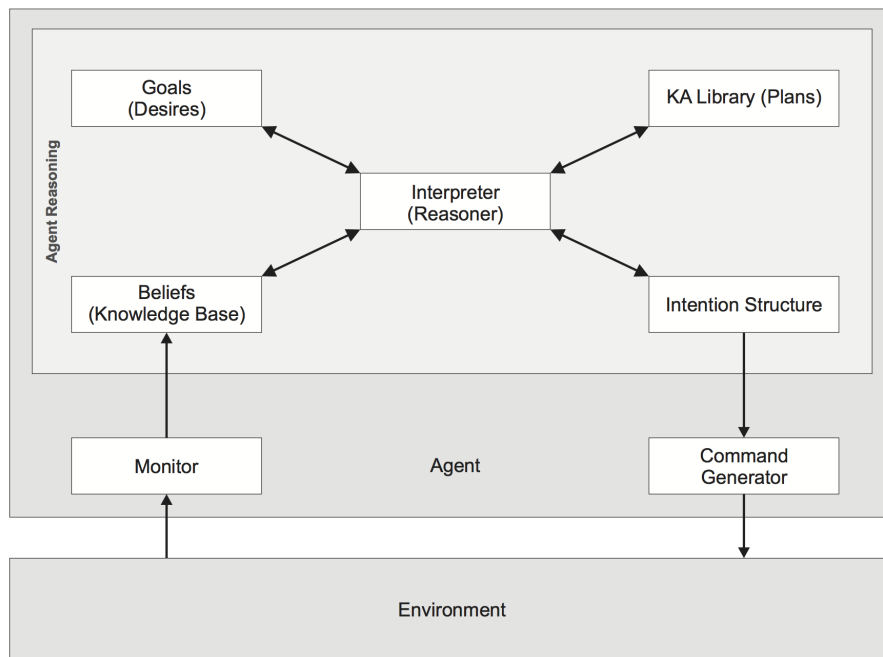 Goals
(Desires)
KA Library (Plans)
Agent Reasoning
Interpreter
(Reasoner)
Beliefs
(Knowledge Base)
Intention Structure
Monitor
Agent
Command
Generator
Environment